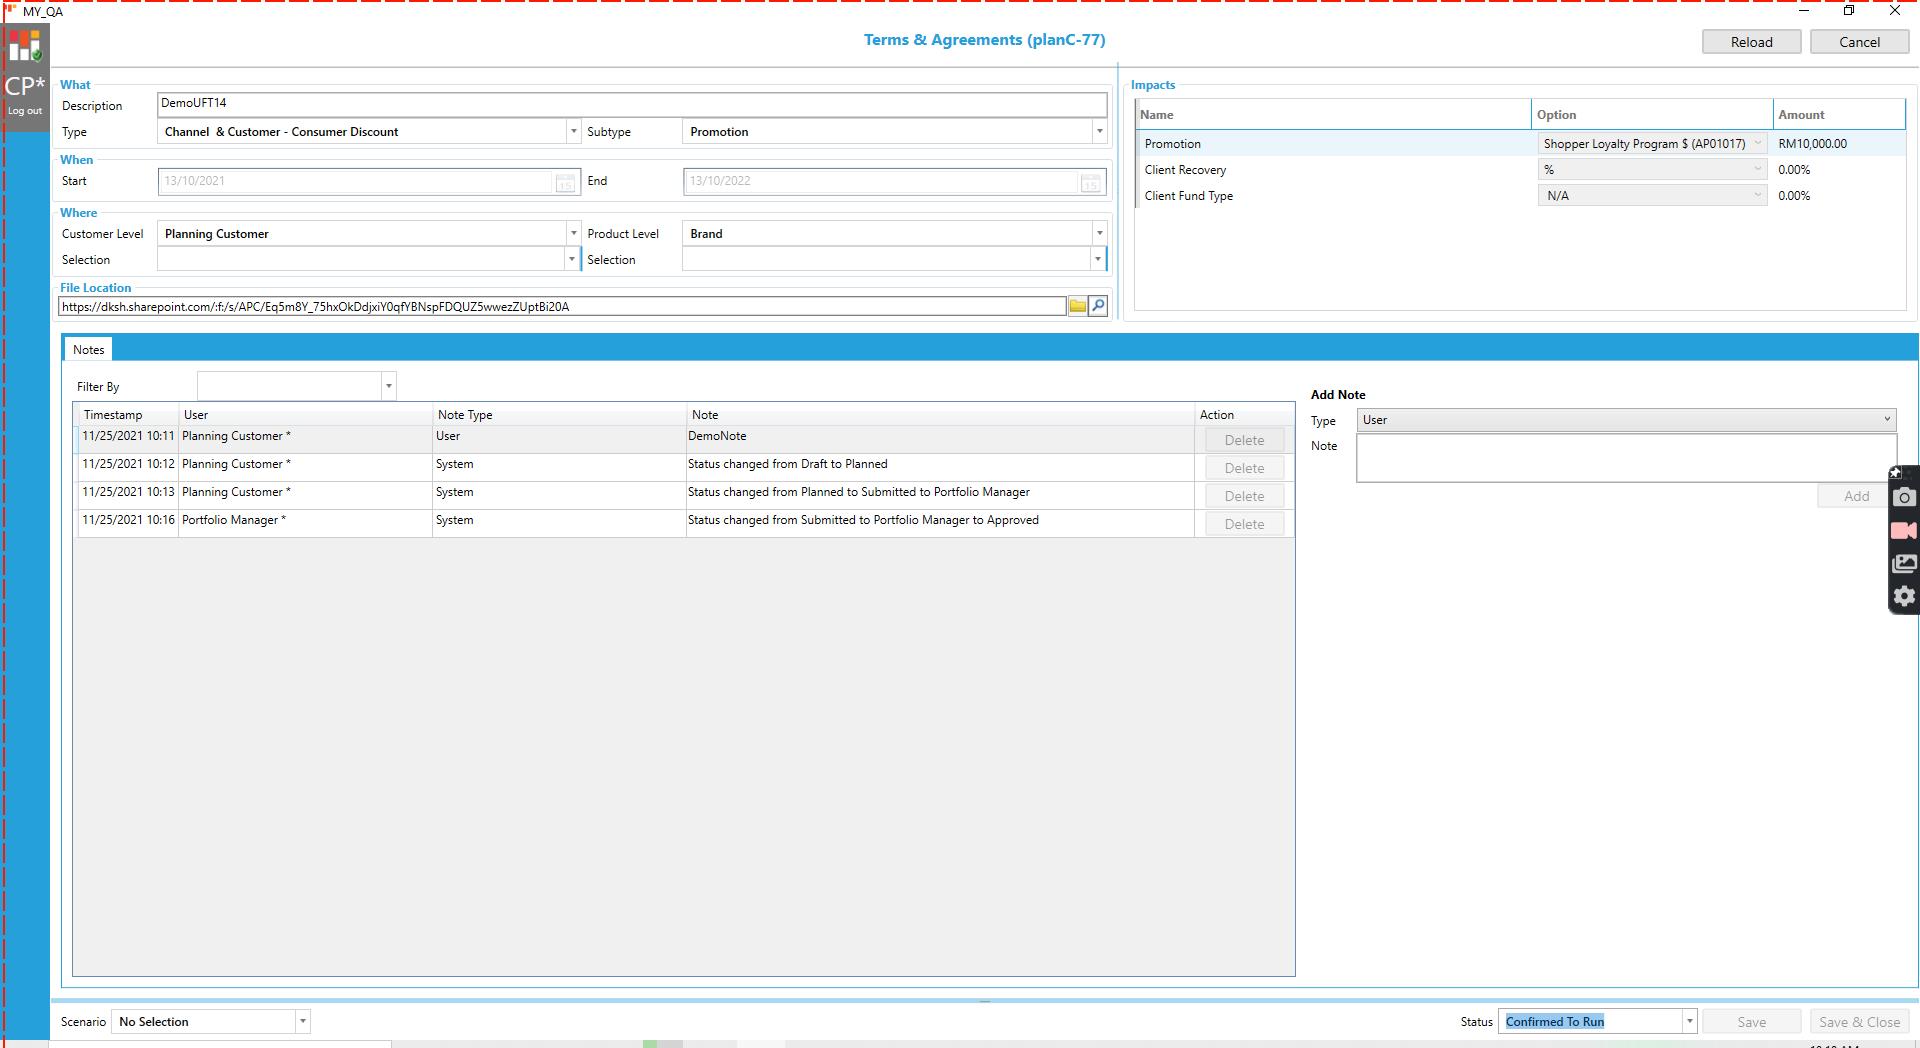 MY_QA
Terms & Agreements (planC-77)
Reload
Cancel
CP*
Log out
What
Description
DemoUFT14
Type
Channel & Customer - Consumer Discount
Subtype
Promotion
When
Start
13/10/2021
15
End
13/10/2022
15
Where
Customer Level
Planning Customer
Product Level
Brand
Selection
Selection
File Location
https://dksh.sharepoint.com/:f:/s/APC/Eq5m8Y_75hxOkDdjxiY0qfYBNspFDQUZ5wwezZUptBi20A
Impacts
Name Option Amount
Promotion Shopper Loyalty Program $ (AP01017) RM10,000.00
Client Recovery % 0.00%
Client Fund Type N/A 0.00%
Notes
Filter By
Timestamp User Note Type Note Action
11/25/2021 10:11 Planning Customer * User DemoNote Delete
11/25/2021 10:12 Planning Customer * System Status changed from Draft to Planned Delete
11/25/2021 10:13 Planning Customer * System Status changed from Planned to Submitted to Portfolio Manager Delete
11/25/2021 10:16 Portfolio Manager * System Status changed from Submitted to Portfolio Manager to Approved Delete
Add Note
Type
User
Note
Add
Scenario
No Selection
Status
Confirmed To Run
Save
Save & Close